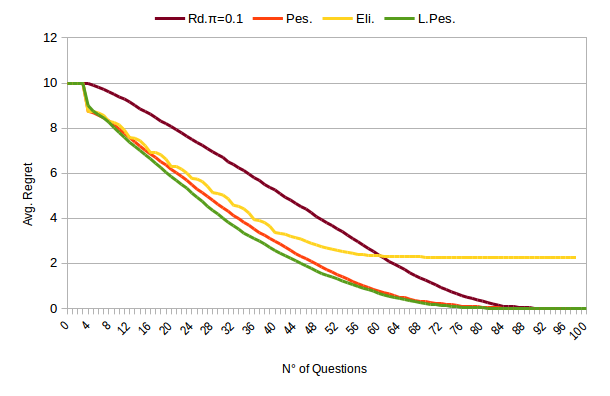 Rd.π=0.1 Pes. Eli. L.Pes.
12
10
8
6
4
2
0
Avg. Regret
0 4 8 12 16 20 24 28 32 36 40 44 48 52 56 60 64 68 72 76 80 84 88 92 96 100
N° of Questions